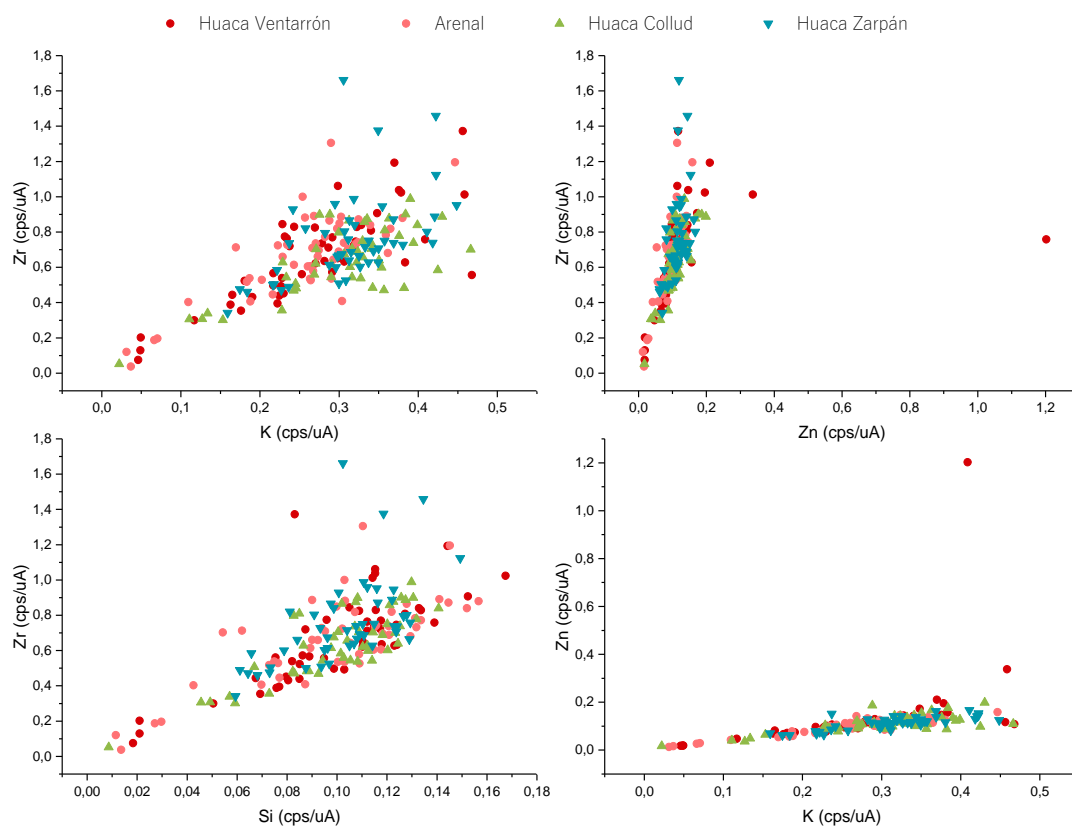 Huaca Ventarrón Arenal Huaca Collud Huaca Zarpán
1,8
1,6
1,4
1,2
1,0
0,8
0,6
0,4
0,2
0,0
Zr (cps/uA)
0,0 0,1 0,2 0,3 0,4 0,5
K (cps/uA)
1,8
1,6
1,4
1,2
1,0
0,8
0,6
0,4
0,2
0,0
Zr (cps/uA)
0,0 0,2 0,4 0,6 0,8 1,0 1,2
Zn (cps/uA)
1,8
1,6
1,4
1,2
1,0
0,8
0,6
0,4
0,2
0,0
Zr (cps/uA)
0,00 0,02 0,04 0,06 0,08 0,10 0,12 0,14 0,16 0,18
Si (cps/uA)
1,2
1,0
0,8
0,6
0,4
0,2
0,0
Zn (cps/uA)
0,0 0,1 0,2 0,3 0,4 0,5
K (cps/uA)